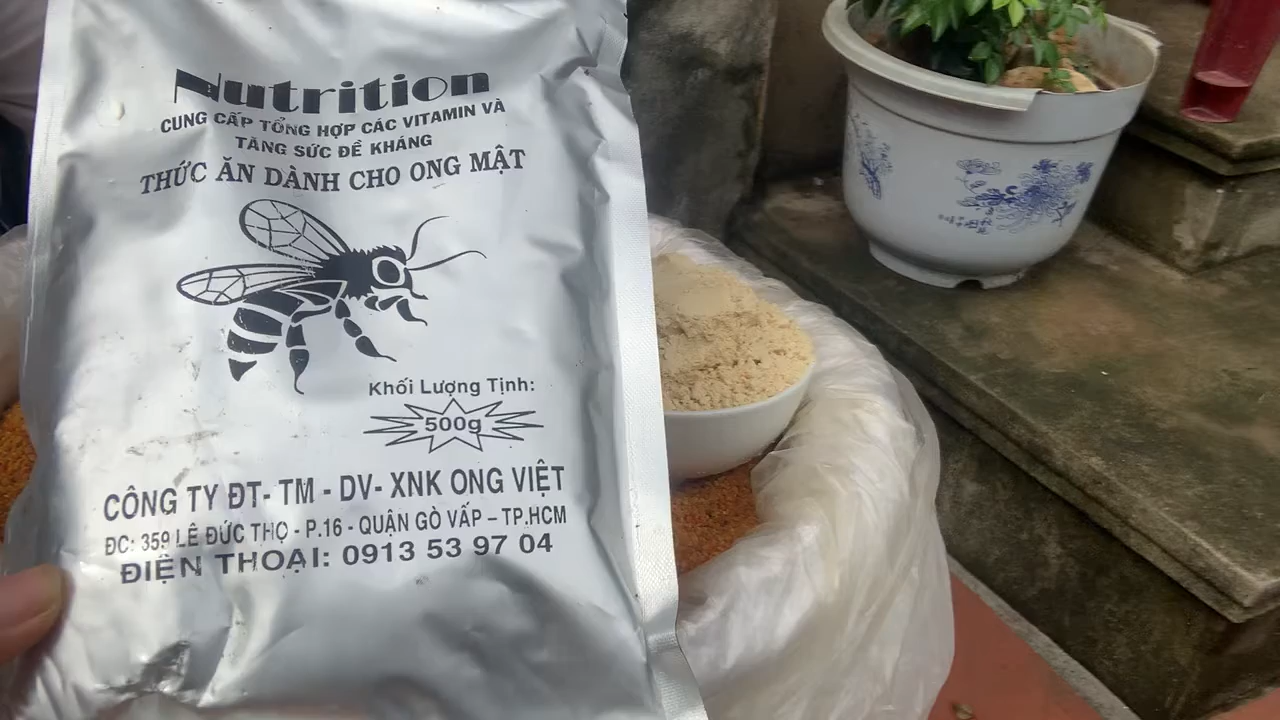 Nutrition
CUNG CẤP TỔNG HỢP CÁC VITAMIN VÀ
TĂNG SỨC ĐỀ KHÁNG
THỨC ĂN DÀNH CHO ONG MẬT
Khối Lượng Tịnh:
500g
CÔNG TY ĐT- TM - DV- XNK ONG VIỆT
ĐC: 359 LÊ ĐỨC THỌ - P.16 - QUẬN GÒ VẤP – TP.HCM
ĐIỆN THOẠI: 0913 53 97 04